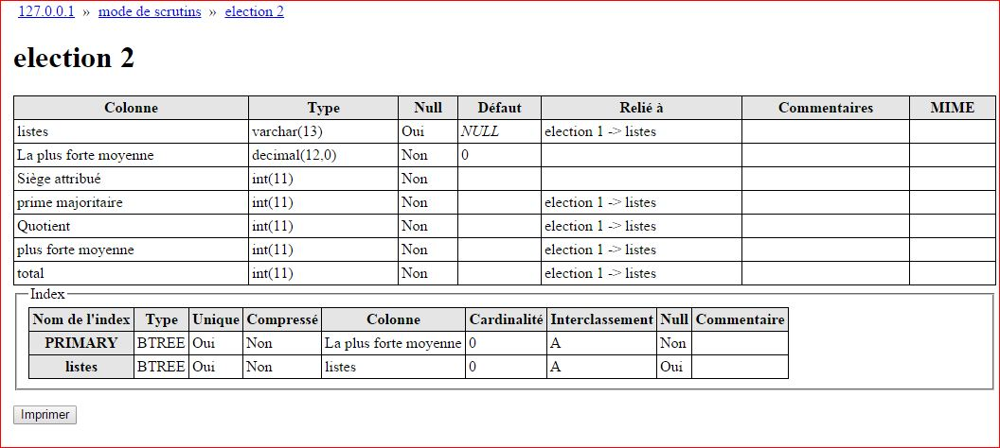 127.0.0.1 » mode de scrutins » election 2
election 2
Colonne Type Null Défaut Relié à Commentaires MIME
listes varchar(13) Oui NULL election 1 -> listes
La plus forte moyenne decimal(12,0) Non 0
Siège attribué int(11) Non
prime majoritaire int(11) Non election 1 -> listes
Quotient int(11) Non election 1 -> listes
plus forte moyenne int(11) Non election 1 -> listes
total int(11) Non election 1 -> listes
Index
Nom de l'index Type Unique Compressé Colonne Cardinalité Interclassement Null Commentaire
PRIMARY BTREE Oui Non La plus forte moyenne 0 A Non
listes BTREE Oui Non listes 0 A Oui
Imprimer